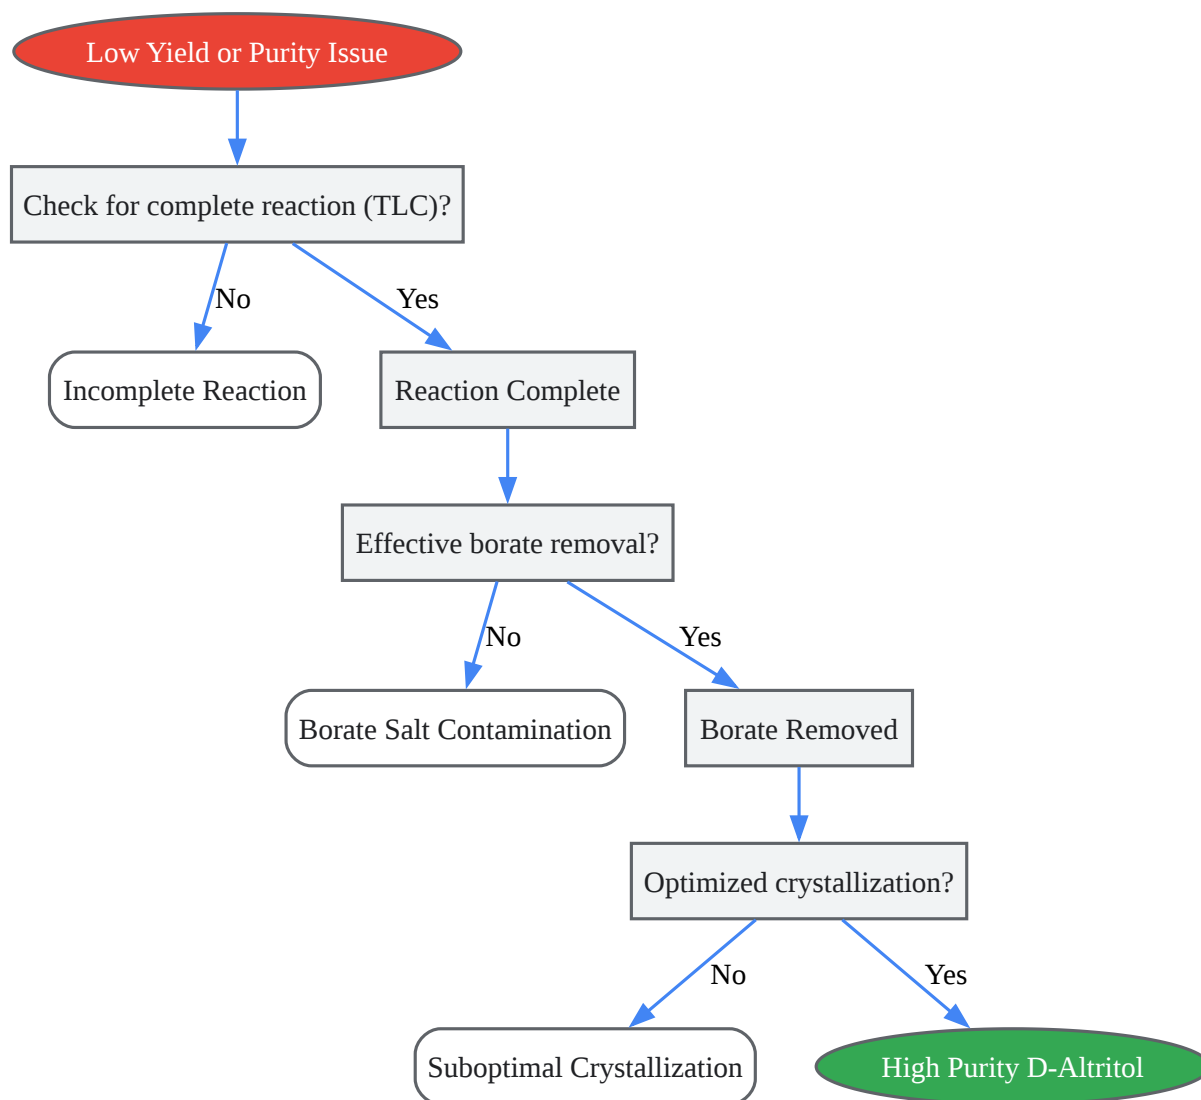 Low Yield or Purity Issue
Check for complete reaction (TLC)?
No
Yes
Incomplete Reaction
Reaction Complete
Effective borate removal?
No
Yes
Borate Salt Contamination
Borate Removed
Optimized crystallization?
No
Yes
Suboptimal Crystallization
High Purity D-Altritol